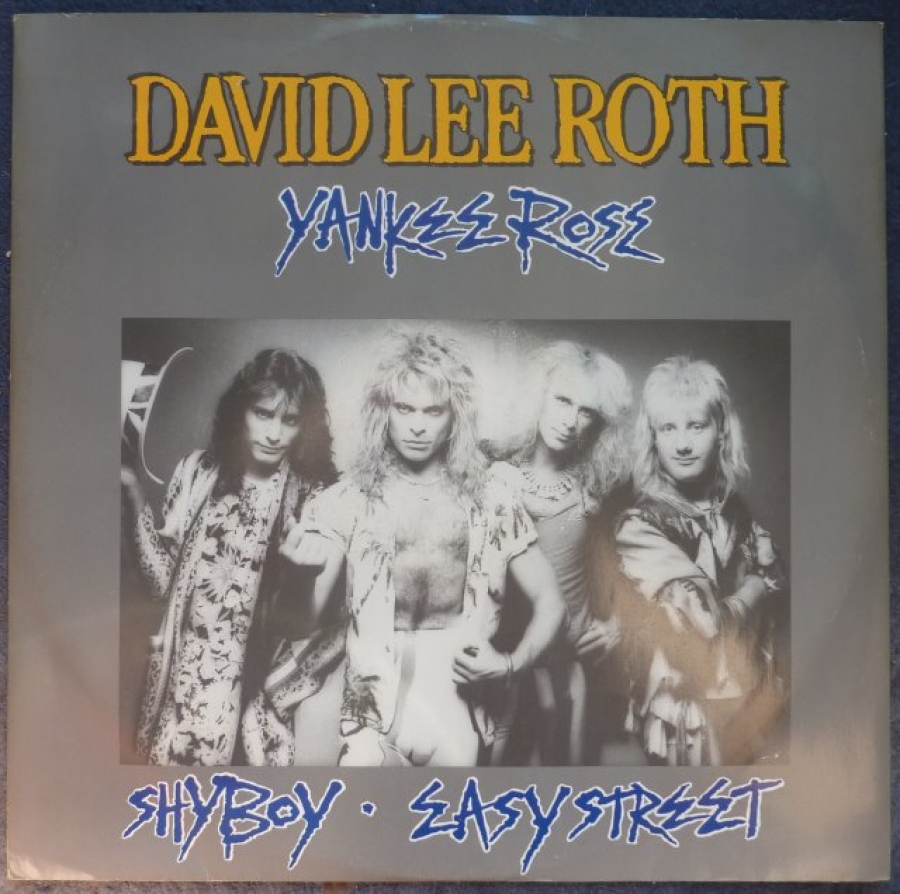 DAVID LEE ROTH
YANKEE ROSE
SHYBOY · EASY STREET